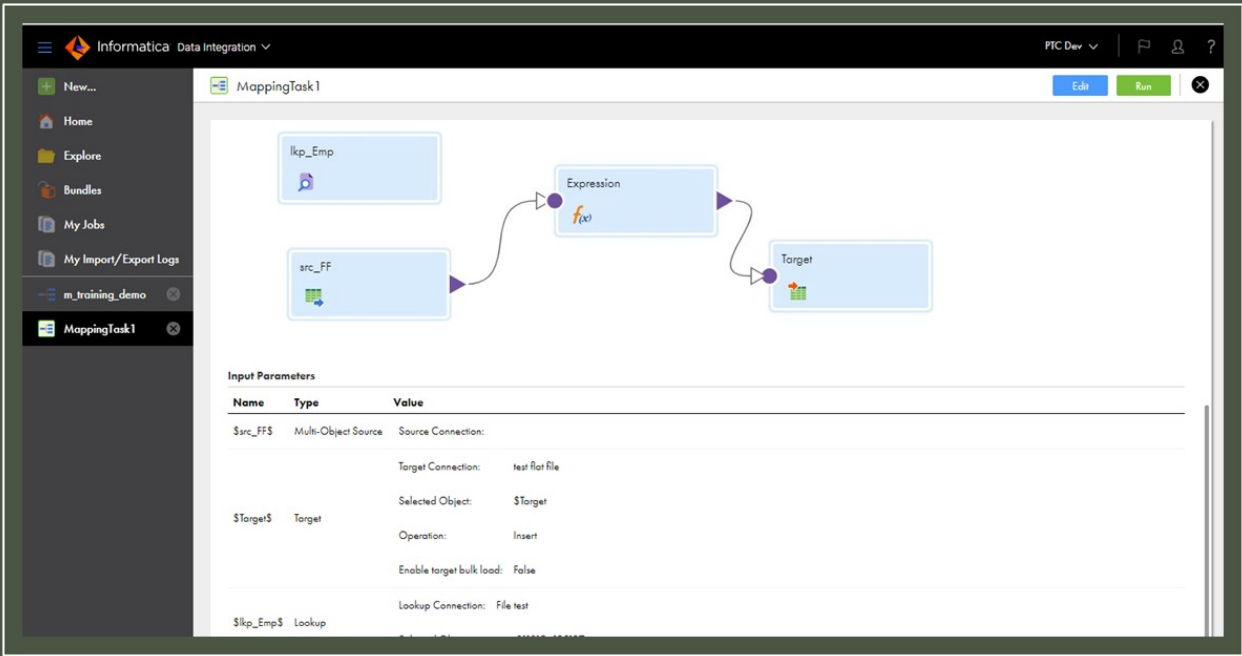 Informatica Data Integration
PTC Dev
?
New...
Home
Explore
Bundles
My Jobs
My Import/Export Logs
m_training_demo
MappingTask1
MappingTask1
Edit
Run
lkp_Emp
src_FF
Expression
f(x)
Target
Input Parameters
Name Type Value
$src_FF$ Multi-Object Source Source Connection:
Target Connection: test flat file
Selected Object: $Target
$Target$ Target
Operation: Insert
Enable target bulk load: False
Lookup Connection: File test
$lkp_Emp$ Lookup